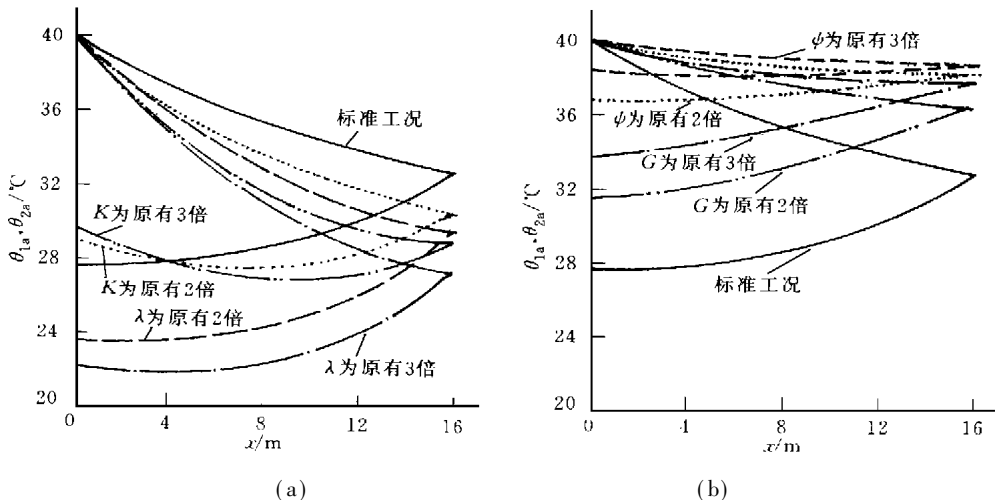 40
36
32
28
24
20
θ₁ₐ,θ₂ₐ/℃
标准工况
K为原有3倍
K为原有2倍
λ为原有2倍
λ为原有3倍
0
4
8
12
16
x/m
(a)
40
36
32
28
24
20
θ₁ₐ,θ₂ₐ/℃
ψ为原有3倍
ψ为原有2倍
G为原有3倍
G为原有2倍
标准工况
0
4
8
12
16
x/m
(b)